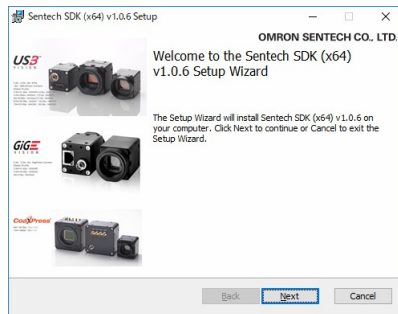 Sentech SDK (x64) v1.0.6 Setup
OMRON SENTECH CO., LTD.
Welcome to the Sentech SDK (x64)
v1.0.6 Setup Wizard
USB3
VISION
The Setup Wizard will install Sentech SDK (x64) v1.0.6 on
your computer. Click Next to continue or Cancel to exit the
Setup Wizard.
GiGE
VISION
CoaXPress
Back
Next
Cancel